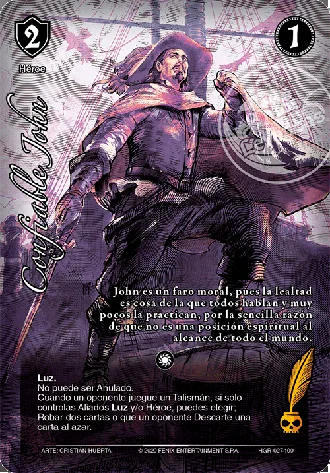 2
1
Héroe
Confiable John
John es un faro moral, pues la lealtad
es cosa de la que todos hablan y muy
pocos la practican, por la sencilla razón
de que no es una posición espiritual al
alcance de todo el mundo.
Luz.
No puede ser Anulado.
Cuando un oponente juegue un Talismán, si solo
controlas Aliados Luz y/o Héroe, puedes elegir;
Robar dos cartas o que un oponente Descarte una
carta al azar.
ARTE: CRISTIAN HUERTA
FENIX ENTERTAINMENT S.P.A.